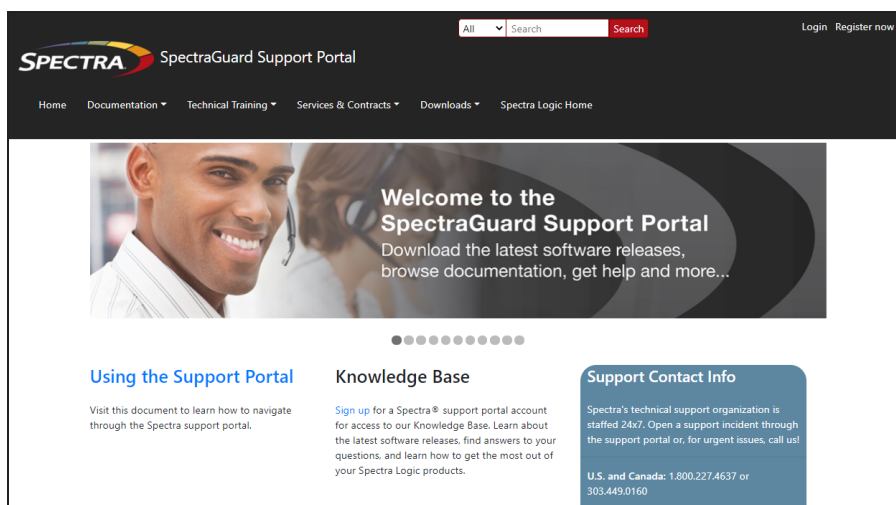 All Search Search Login Register now
SPECTRA SpectraGuard Support Portal
Home Documentation Technical Training Services & Contracts Downloads Spectra Logic Home
Welcome to the
SpectraGuard Support Portal
Download the latest software releases,
browse documentation, get help and more...
Using the Support Portal
Visit this document to learn how to navigate
through the Spectra support portal.
Knowledge Base
Sign up for a Spectra® support portal account
for access to our Knowledge Base. Learn about
the latest software releases, find answers to your
questions, and learn how to get the most out of
your Spectra Logic products.
Support Contact Info
Spectra's technical support organization is
staffed 24x7. Open a support incident through
the support portal or, for urgent issues, call us!
U.S. and Canada: 1.800.227.4637 or
303.449.0160